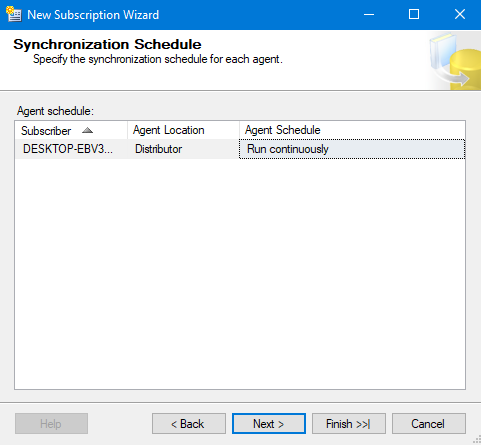 New Subscription Wizard
Synchronization Schedule
Specify the synchronization schedule for each agent.
Agent schedule:
Subscriber Agent Location Agent Schedule
DESKTOP-EBV3... Distributor Run continuously
Help < Back Next > Finish >>| Cancel